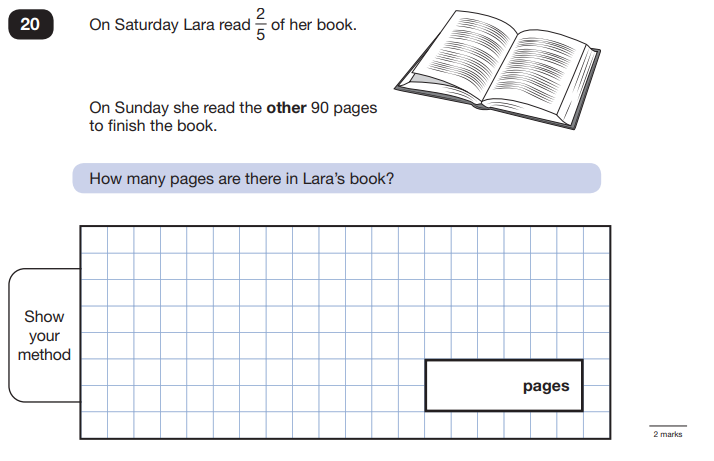 20
On Saturday Lara read 2/5 of her book.
On Sunday she read the other 90 pages
to finish the book.
How many pages are there in Lara's book?
Show
your
method
pages
2 marks